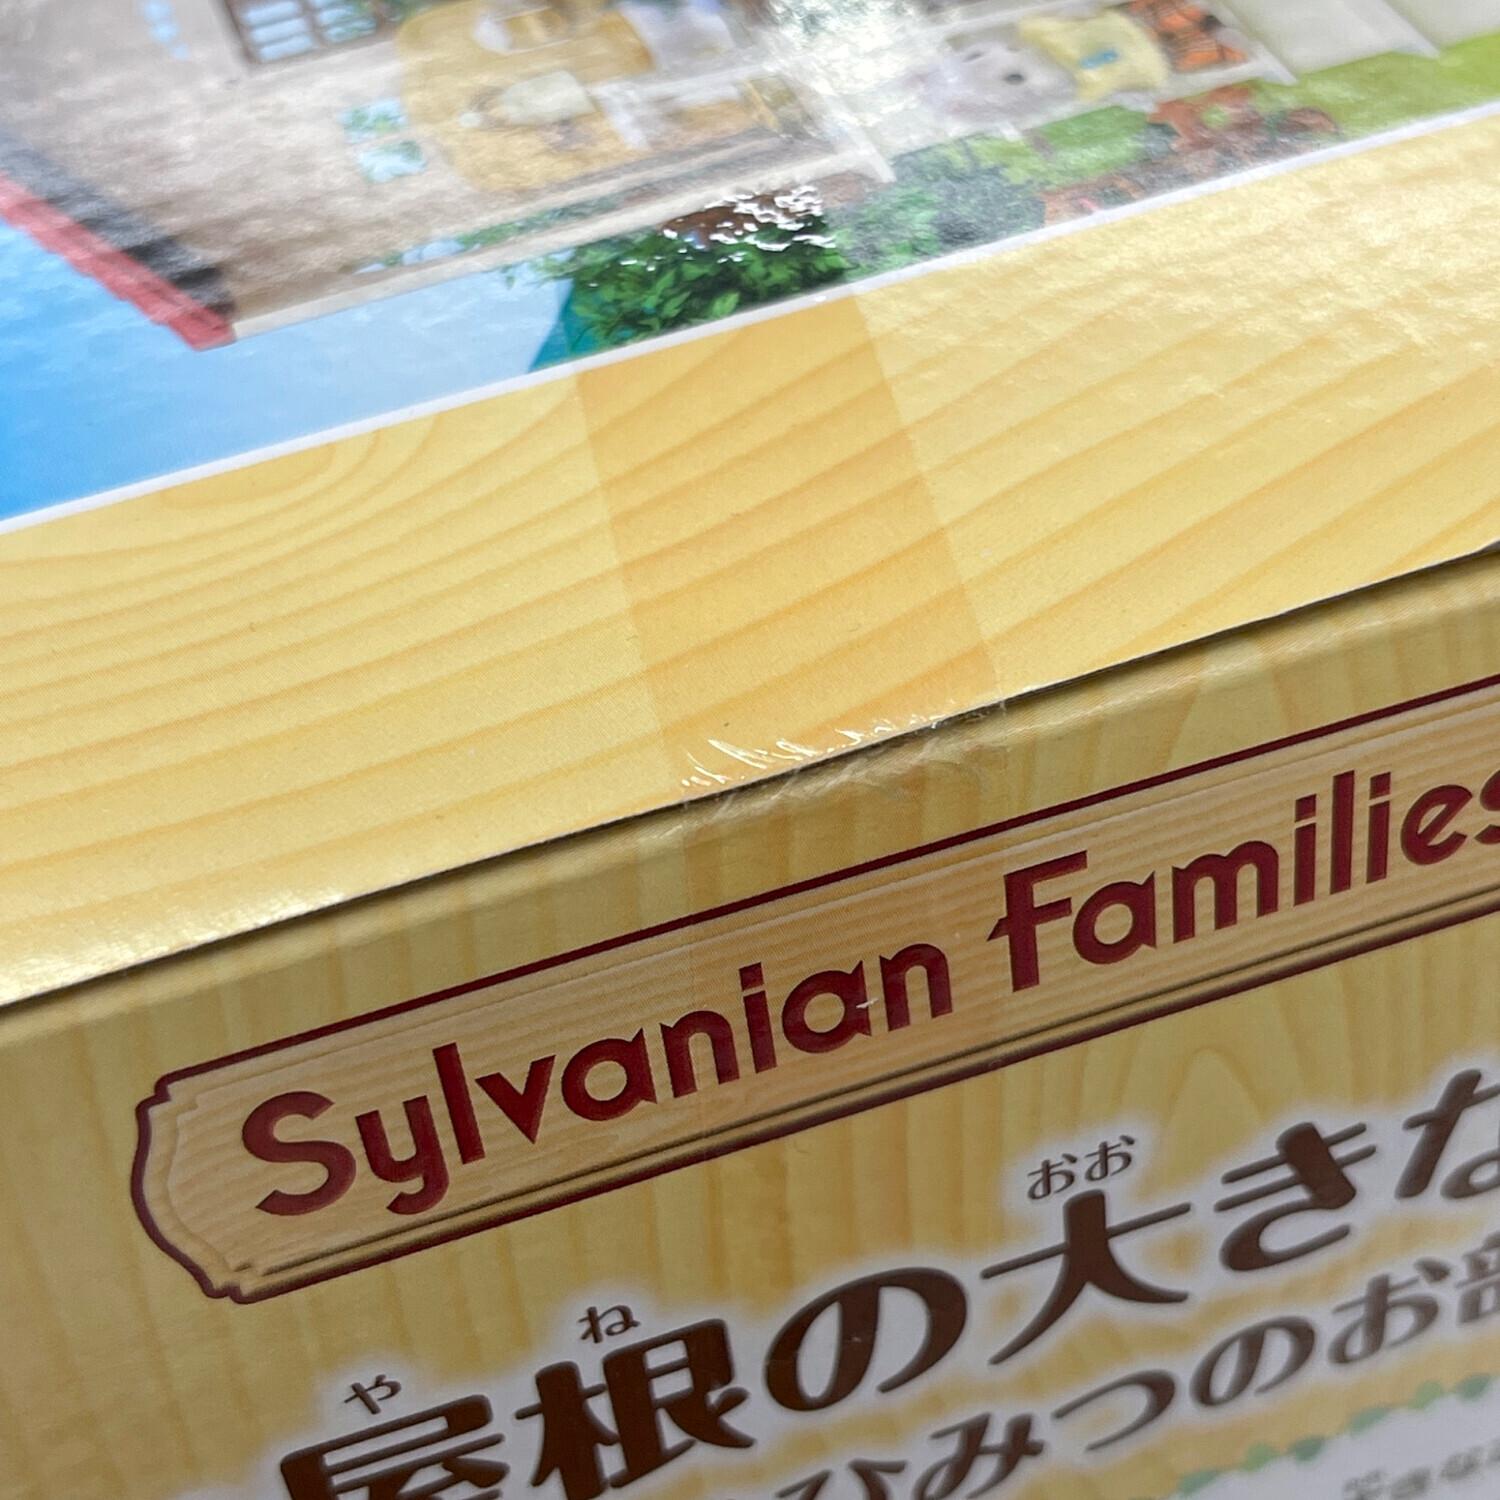 Sylvanian Families
おお
屋根の大きな
や ね
ひみつのお部